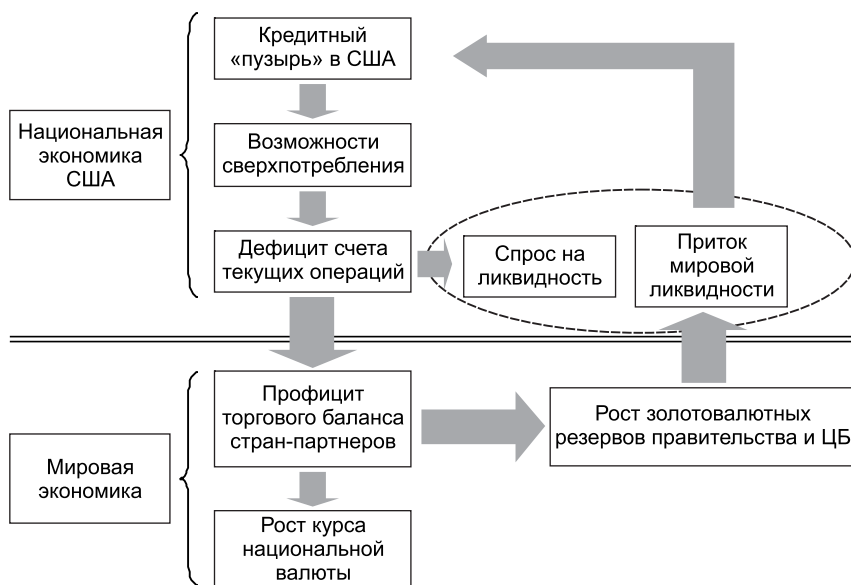 Кредитный
«пузырь» в США
Национальная
экономика
США
Возможности
сверхпотребления
Дефицит счета
текущих операций
Спрос на
ликвидность
Приток
мировой
ликвидности
Профицит
торгового баланса
стран-партнеров
Рост золотовалютных
резервов правительства и ЦБ
Мировая
экономика
Рост курса
национальной
валюты